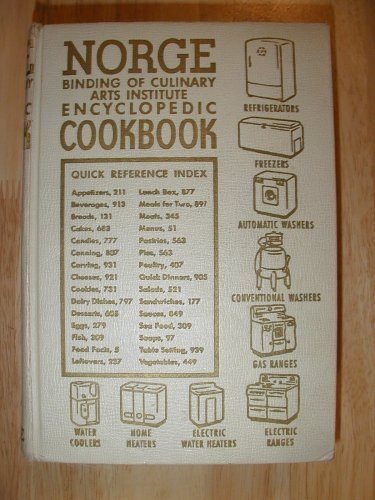 NORGE
BINDING OF CULINARY
ARTS INSTITUTE
ENCYCLOPEDIC
COOKBOOK
QUICK REFERENCE INDEX
Appetizers, 211 Lunch Box, 877
Beverages, 913 Meals for Two, 891
Breads, 121 Meats, 345
Cakes, 683 Menus, 51
Candies, 777 Pastries, 563
Canning, 807 Pies, 563
Carving, 931 Poultry, 407
Cheeses, 921 Quick Dinners, 905
Cookies, 731 Salads, 521
Dairy Dishes, 797 Sandwiches, 177
Desserts, 605 Sauces, 849
Eggs, 279 Sea Food, 309
Fish, 309 Soups, 97
Food Facts, 5 Table Setting, 939
Leftovers, 237 Vegetables, 449
REFRIGERATORS
FREEZERS
AUTOMATIC WASHERS
CONVENTIONAL WASHERS
GAS RANGES
WATER
COOLERS
HOME
HEATERS
ELECTRIC
WATER HEATERS
ELECTRIC
RANGES